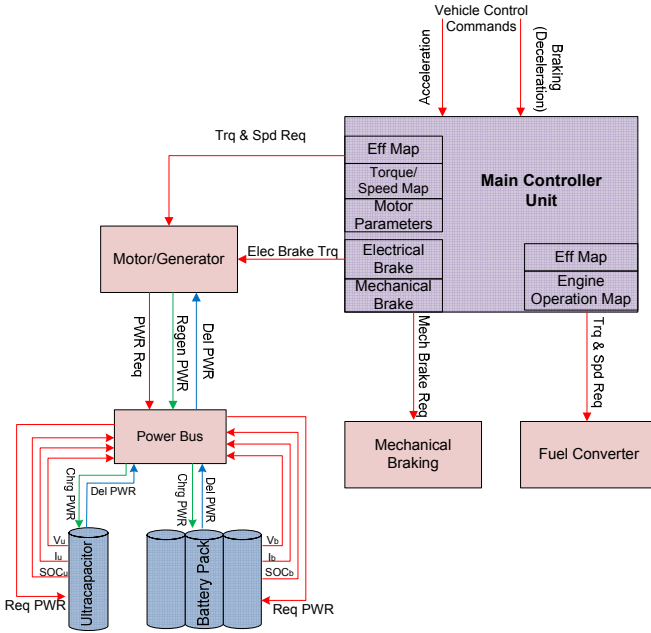 Vehicle Control
Commands
Acceleration
Braking
(Deceleration)
Trq & Spd Req
Eff Map
Torque/
Speed Map
Motor
Parameters
Main Controller
Unit
Motor/Generator
Elec Brake Trq
Electrical
Brake
Mechanical
Brake
Eff Map
Engine
Operation Map
PWR Req
Regen PWR
Del PWR
Mech Brake Req
Trq & Spd Req
Power Bus
Mechanical
Braking
Fuel Converter
Chrg PWR
Del PWR
Chrg PWR
Del PWR
Vu
Iu
SOCu
Req PWR
Ultracapacitor
Battery Pack
Vb
Ib
SOCb
Req PWR